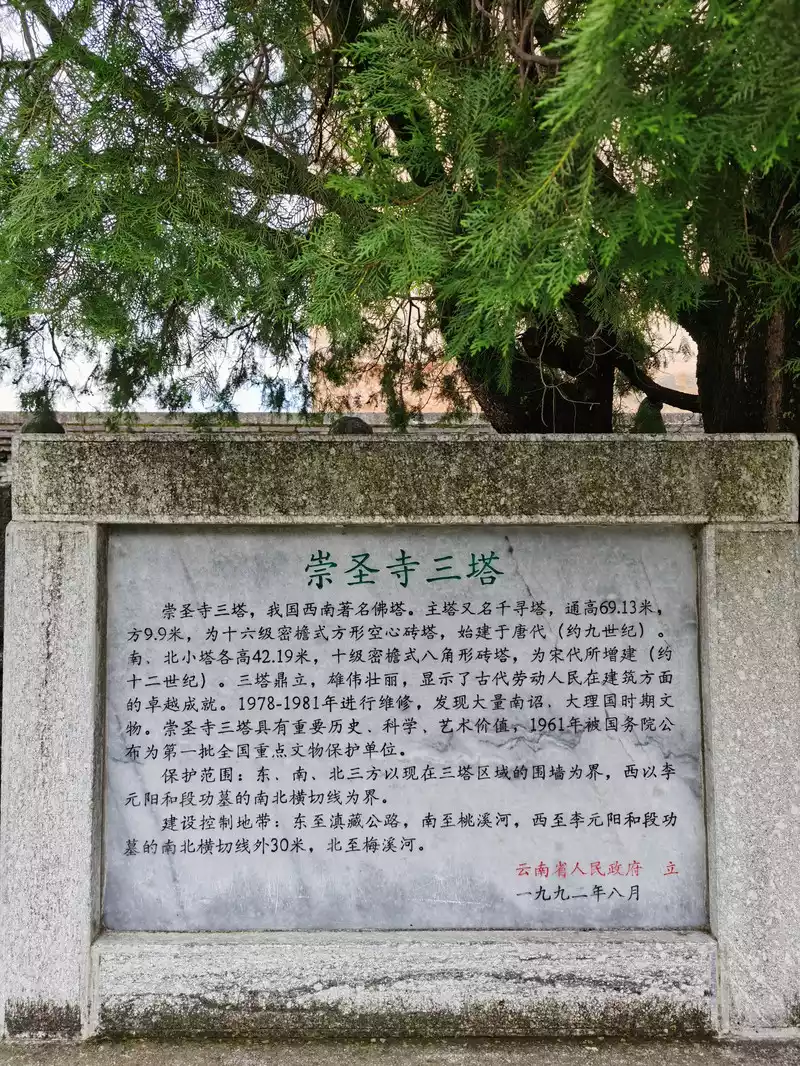 崇圣寺三塔
崇圣寺三塔，我国西南著名佛塔。主塔又名千寻塔，通高69.13米，
方9.9米，为十六级密檐式方形空心砖塔，始建于唐代（约九世纪）。
南、北小塔各高42.19米，十级密檐式八角形砖塔，为宋代所增建（约
十二世纪）。三塔鼎立，雄伟壮丽，显示了古代劳动人民在建筑方面
的卓越成就。1978-1981年进行维修，发现大量南诏、大理国时期文
物。崇圣寺三塔具有重要历史、科学、艺术价值，1961年被国务院公
布为第一批全国重点文物保护单位。
保护范围：东、南、北三方以现在三塔区域的围墙为界，西以李
元阳和段功墓的南北横切线为界。
建设控制地带：东至滇藏公路，南至桃溪河，西至李元阳和段功
墓的南北横切线外30米，北至梅溪河。
云南省人民政府 立
一九九二年八月